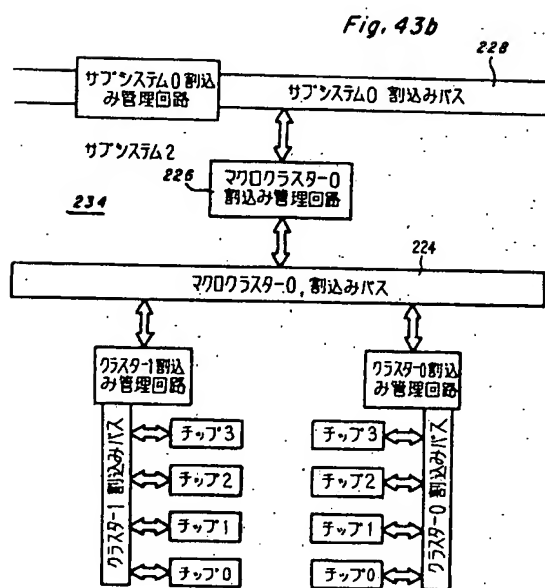 Fig. 43b
228
サブシステム0 割込
み管理回路
サブシステム0 割込みバス
サブシステム2
226
マクロクラスター0
割込み管理回路
234
224
マクロクラスター0, 割込みバス
クラスター1 割込
み管理回路
クラスター0 割込
み管理回路
クラスター1 割込みバス
チップ3
チップ2
チップ1
チップ0
チップ3
チップ2
チップ1
チップ0
クラスター0 割込みバス